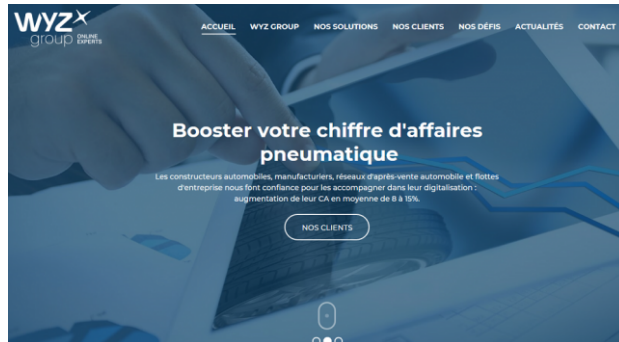 WYZ
group ONLINE EXPERTS
ACCUEIL WYZ GROUP NOS SOLUTIONS NOS CLIENTS NOS DÉFIS ACTUALITÉS CONTACT
Booster votre chiffre d'affaires
pneumatique
Les constructeurs automobiles, manufacturiers, réseaux d'après-vente automobile et flottes
d'entreprise nous font confiance pour les accompagner dans leur digitalisation :
augmentation de leur CA en moyenne de 8 à 15%.
NOS CLIENTS